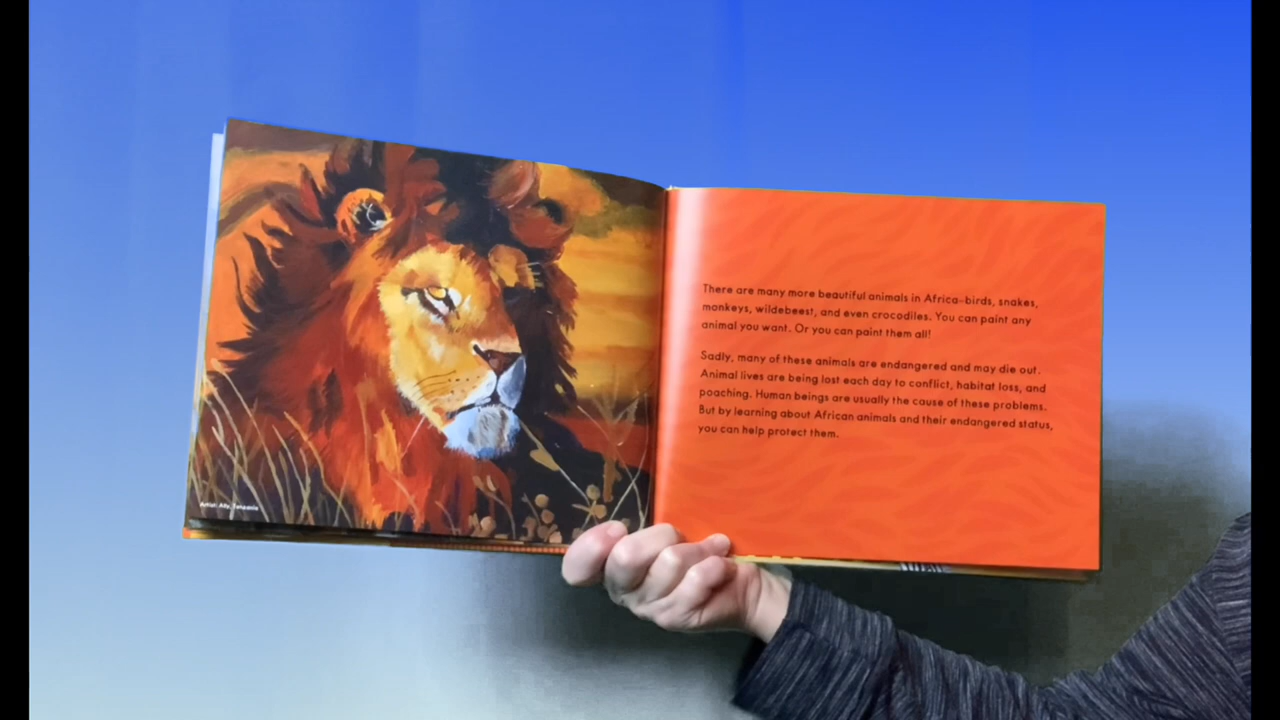 Artist: Ally, Tanzania
There are many more beautiful animals in Africa–birds, snakes,
monkeys, wildebeest, and even crocodiles. You can paint any
animal you want. Or you can paint them all!
Sadly, many of these animals are endangered and may die out.
Animal lives are being lost each day to conflict, habitat loss, and
poaching. Human beings are usually the cause of these problems.
But by learning about African animals and their endangered status,
you can help protect them.